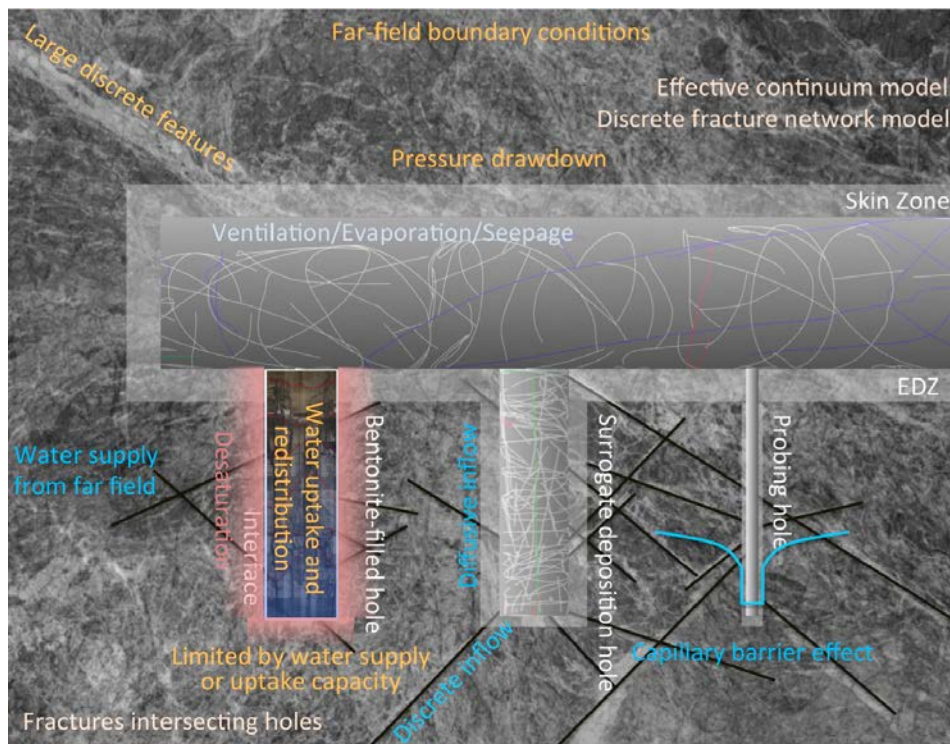 Far-field boundary conditions
Large discrete features
Effective continuum model
Discrete fracture network model
Pressure drawdown
Skin Zone
Ventilation/Evaporation/Seepage
EDZ
Water supply
from far field
Desaturation
Interface
Water uptake and
redistribution
Bentonite-filled hole
Diffusive inflow
Surrogate deposition hole
Probing hole
Limited by water supply
or uptake capacity
Discrete inflow
Capillary barrier effect
Fractures intersecting holes